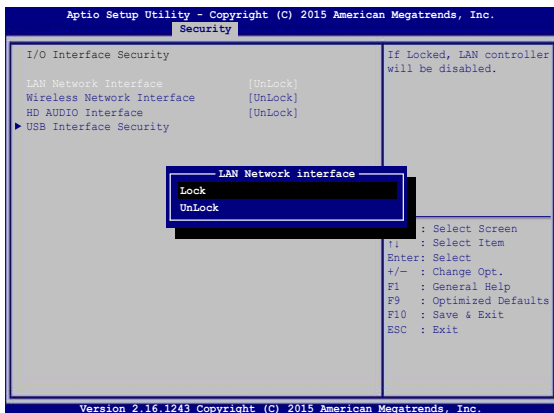 Aptio Setup Utility - Copyright (C) 2015 American Megatrends, Inc.
Security
I/O Interface Security
LAN Network Interface [UnLock]
Wireless Network Interface [UnLock]
HD AUDIO Interface [UnLock]
USB Interface Security
If Locked, LAN controller
will be disabled.
LAN Network interface
Lock
UnLock
: Select Screen
↑↓ : Select Item
Enter: Select
+/— : Change Opt.
F1 : General Help
F9 : Optimized Defaults
F10 : Save & Exit
ESC : Exit
Version 2.16.1243 Copyright (C) 2015 American Megatrends, Inc.